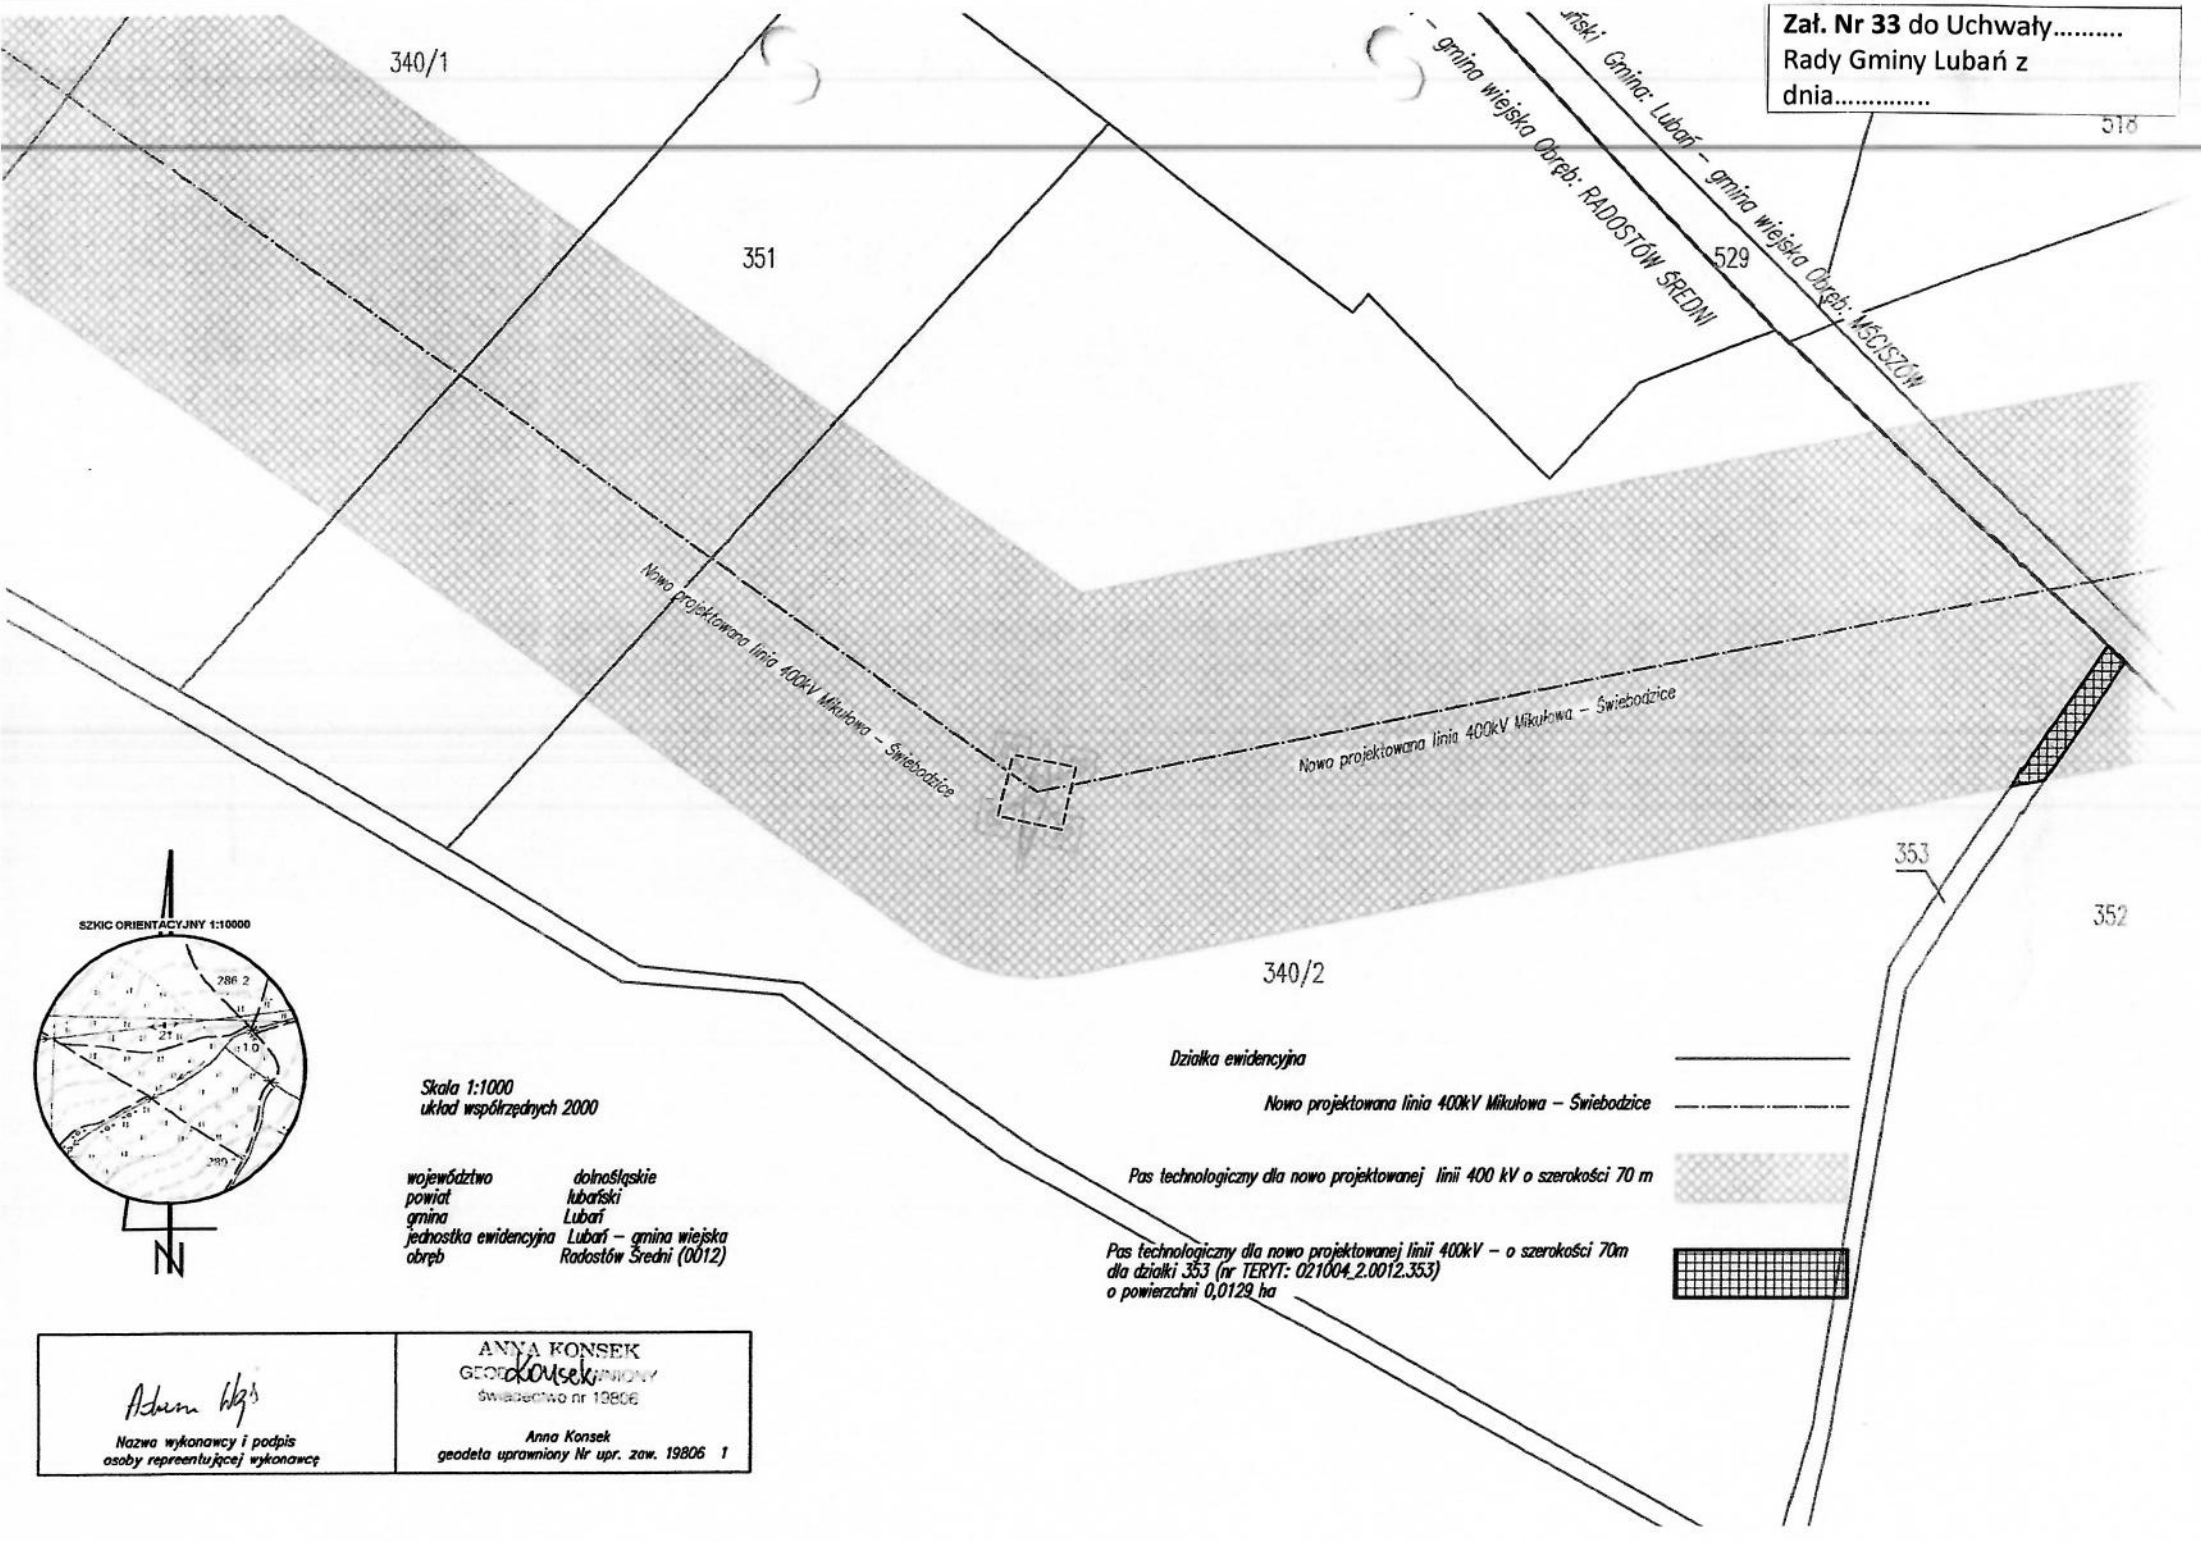 Zał. Nr 33 do Uchwały..........
Rady Gminy Lubań z
dnia..............
340/1
518
– gmina wiejska Obręb: RADOSTÓW ŚREDNI
Gmina: Lubań – gmina wiejska Obręb: MŚCISZÓW
351
529
Nowo projektowana linia 400kV Mikułowa – Świebodzice
Nowo projektowana linia 400kV Mikułowa – Świebodzice
353
352
340/2
SZKIC ORIENTACYJNY 1:10000
286.2
N
Skala 1:1000
układ współrzędnych 2000
województwo dolnośląskie
powiat lubański
gmina Lubań
jednostka ewidencyjna Lubań – gmina wiejska
obręb Radostów Średni (0012)
Działka ewidencyjna
Nowo projektowana linia 400kV Mikułowa – Świebodzice
Pas technologiczny dla nowo projektowanej linii 400 kV o szerokości 70 m
Pas technologiczny dla nowo projektowanej linii 400kV – o szerokości 70m
dla działki 353 (nr TERYT: 021004_2.0012.353)
o powierzchni 0,0129 ha
Nazwa wykonawcy i podpis
osoby repreentującej wykonawcę
ANNA KONSEK
Konsek
świadectwo nr 19806
Anna Konsek
geodeta uprawniony Nr upr. zaw. 19806 1